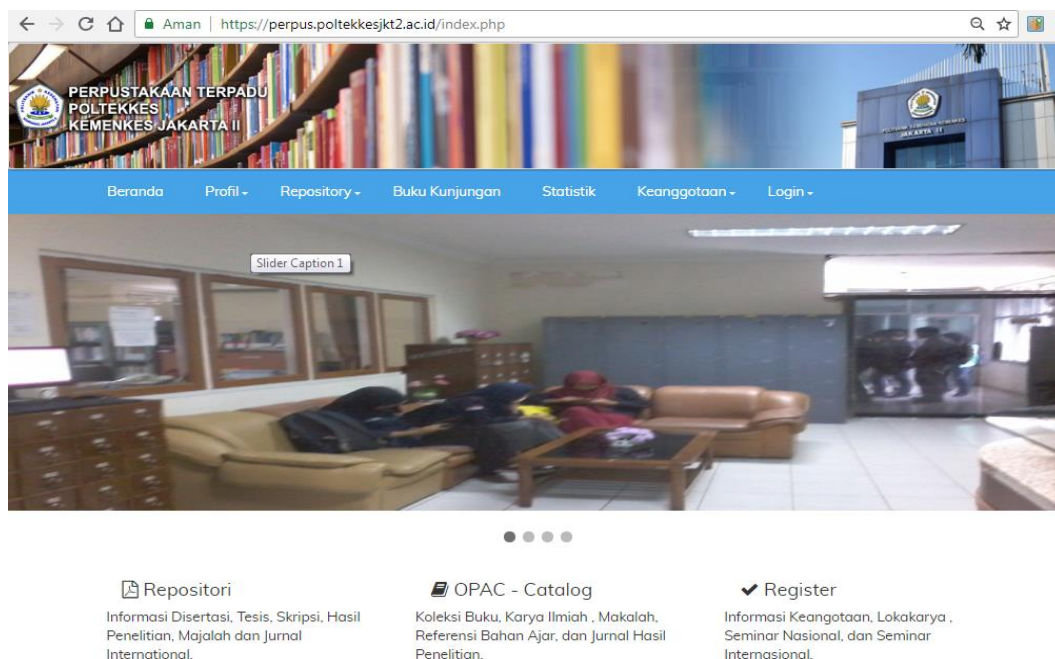 Aman | https://perpus.poltekkesjkt2.ac.id/index.php
PERPUSTAKAAN TERPADU
POLTEKKES
KEMENKES JAKARTA II
JAKARTA II
Beranda Profil Repository Buku Kunjungan Statistik Keanggotaan Login
Slider Caption 1
Repositori
Informasi Disertasi, Tesis, Skripsi, Hasil
Penelitian, Majalah dan Jurnal
International.
OPAC - Catalog
Koleksi Buku, Karya Ilmiah , Makalah,
Referensi Bahan Ajar, dan Jurnal Hasil
Penelitian.
Register
Informasi Keangotaan, Lokakarya ,
Seminar Nasional, dan Seminar
Internasional.